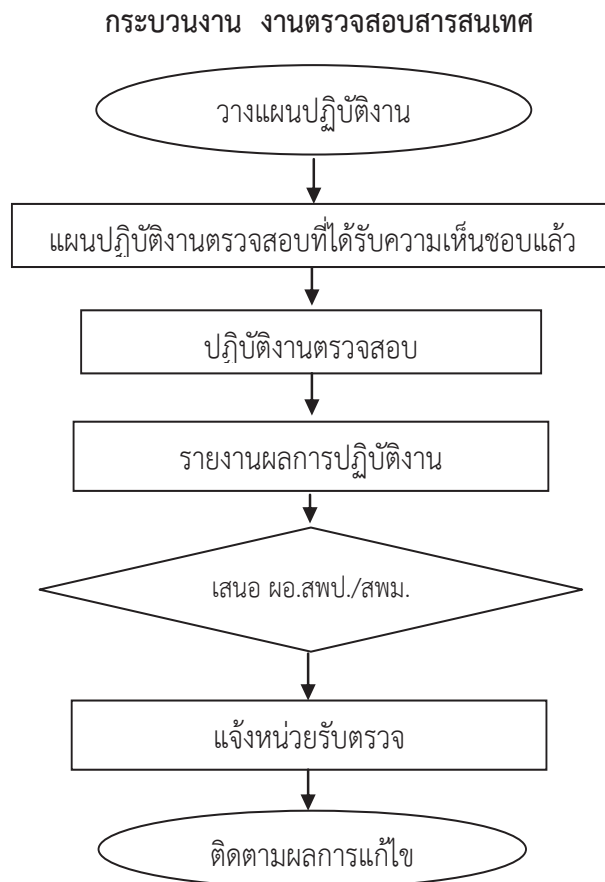 กระบวนงาน งานตรวจสอบสารสนเทศ
วางแผนปฏิบัติงาน
แผนปฏิบัติงานตรวจสอบที่ได้รับความเห็นชอบแล้ว
ปฏิบัติงานตรวจสอบ
รายงานผลการปฏิบัติงาน
เสนอ ผอ.สพป./สพม.
แจ้งหน่วยรับตรวจ
ติดตามผลการแก้ไข